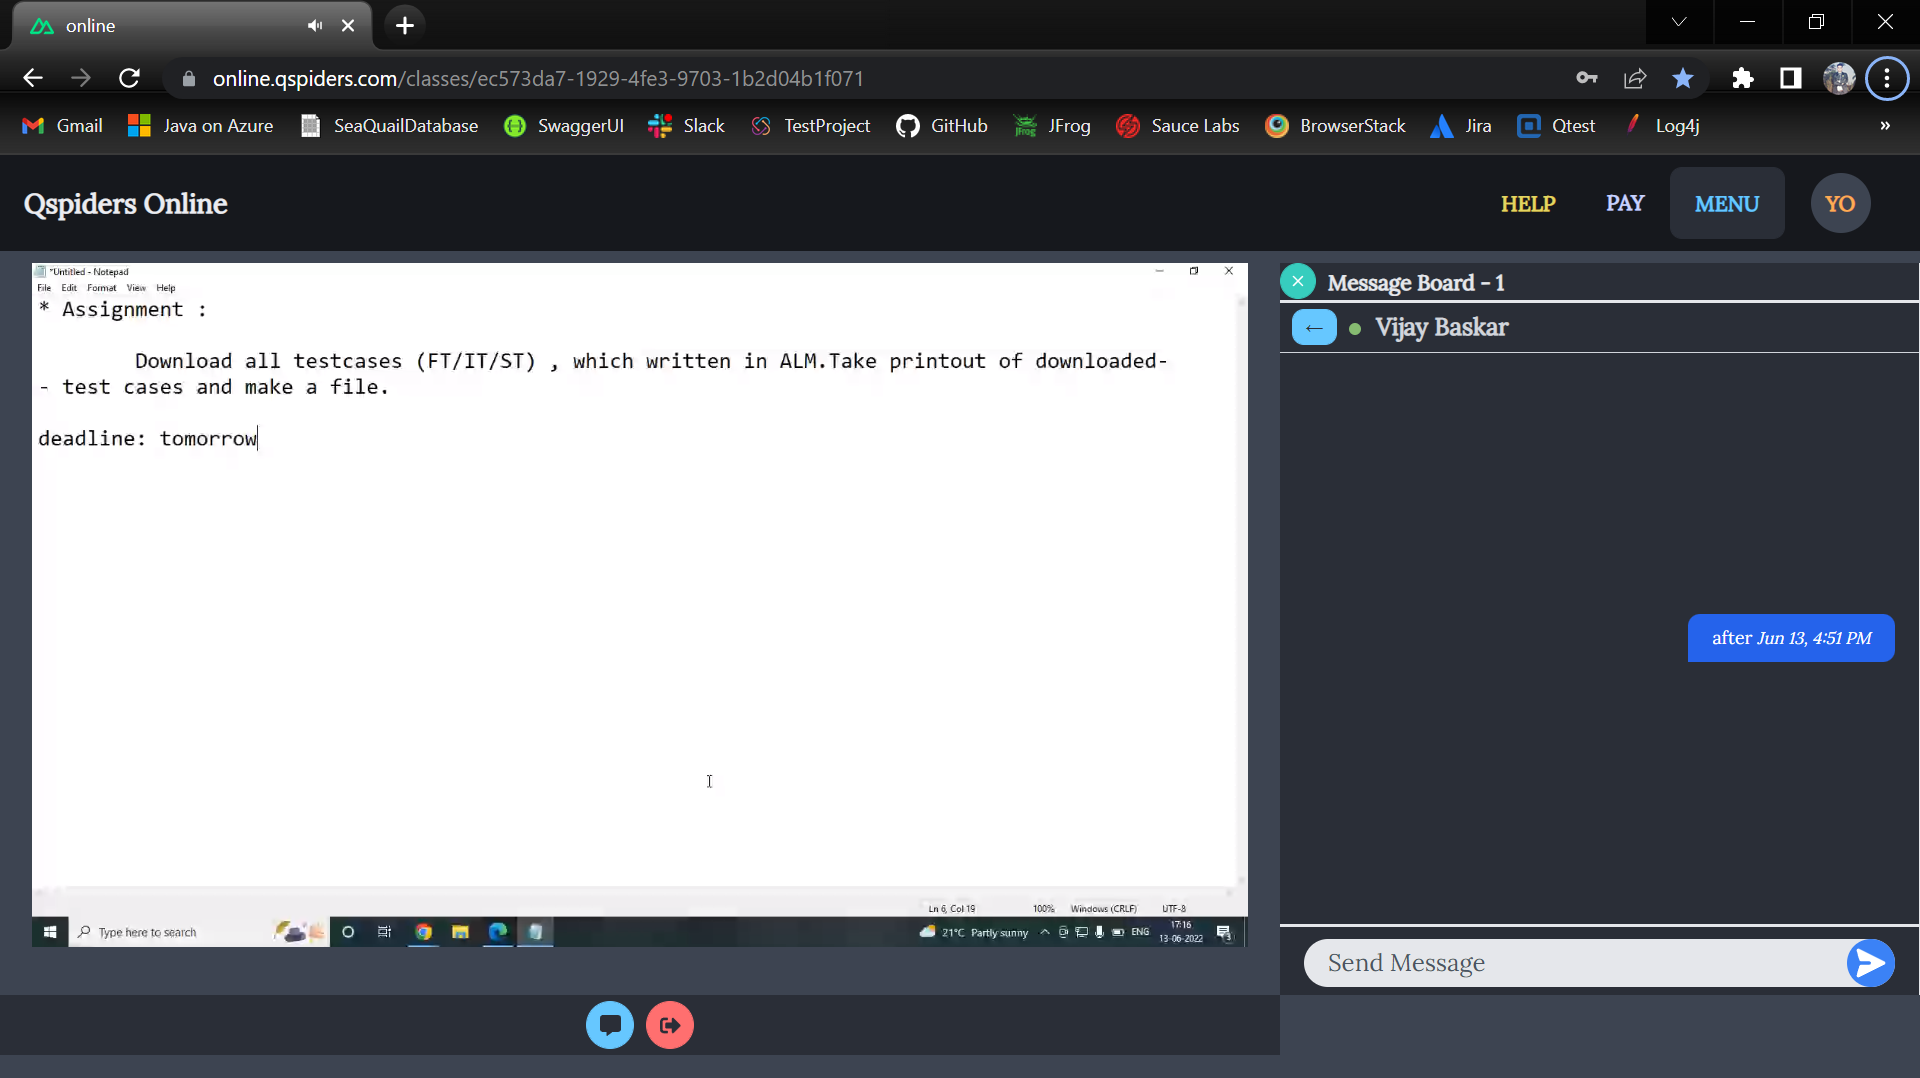 online
online.qspiders.com/classes/ec573da7-1929-4fe3-9703-1b2d04b1f071
Gmail Java on Azure SeaQuailDatabase SwaggerUI Slack TestProject GitHub JFrog Sauce Labs BrowserStack Jira Qtest Log4j »
Qspiders Online HELP PAY MENU YO
*Untitled - Notepad
File Edit Format View Help
* Assignment :
Download all testcases (FT/IT/ST) , which written in ALM.Take printout of downloaded-
- test cases and make a file.
deadline: tomorrow
Ln 6, Col 19 100% Windows (CRLF) UTF-8
Type here to search 21°C Partly sunny ENG 17:16
13-06-2022
3
Message Board - 1
Vijay Baskar
after Jun 13, 4:51 PM
Send Message